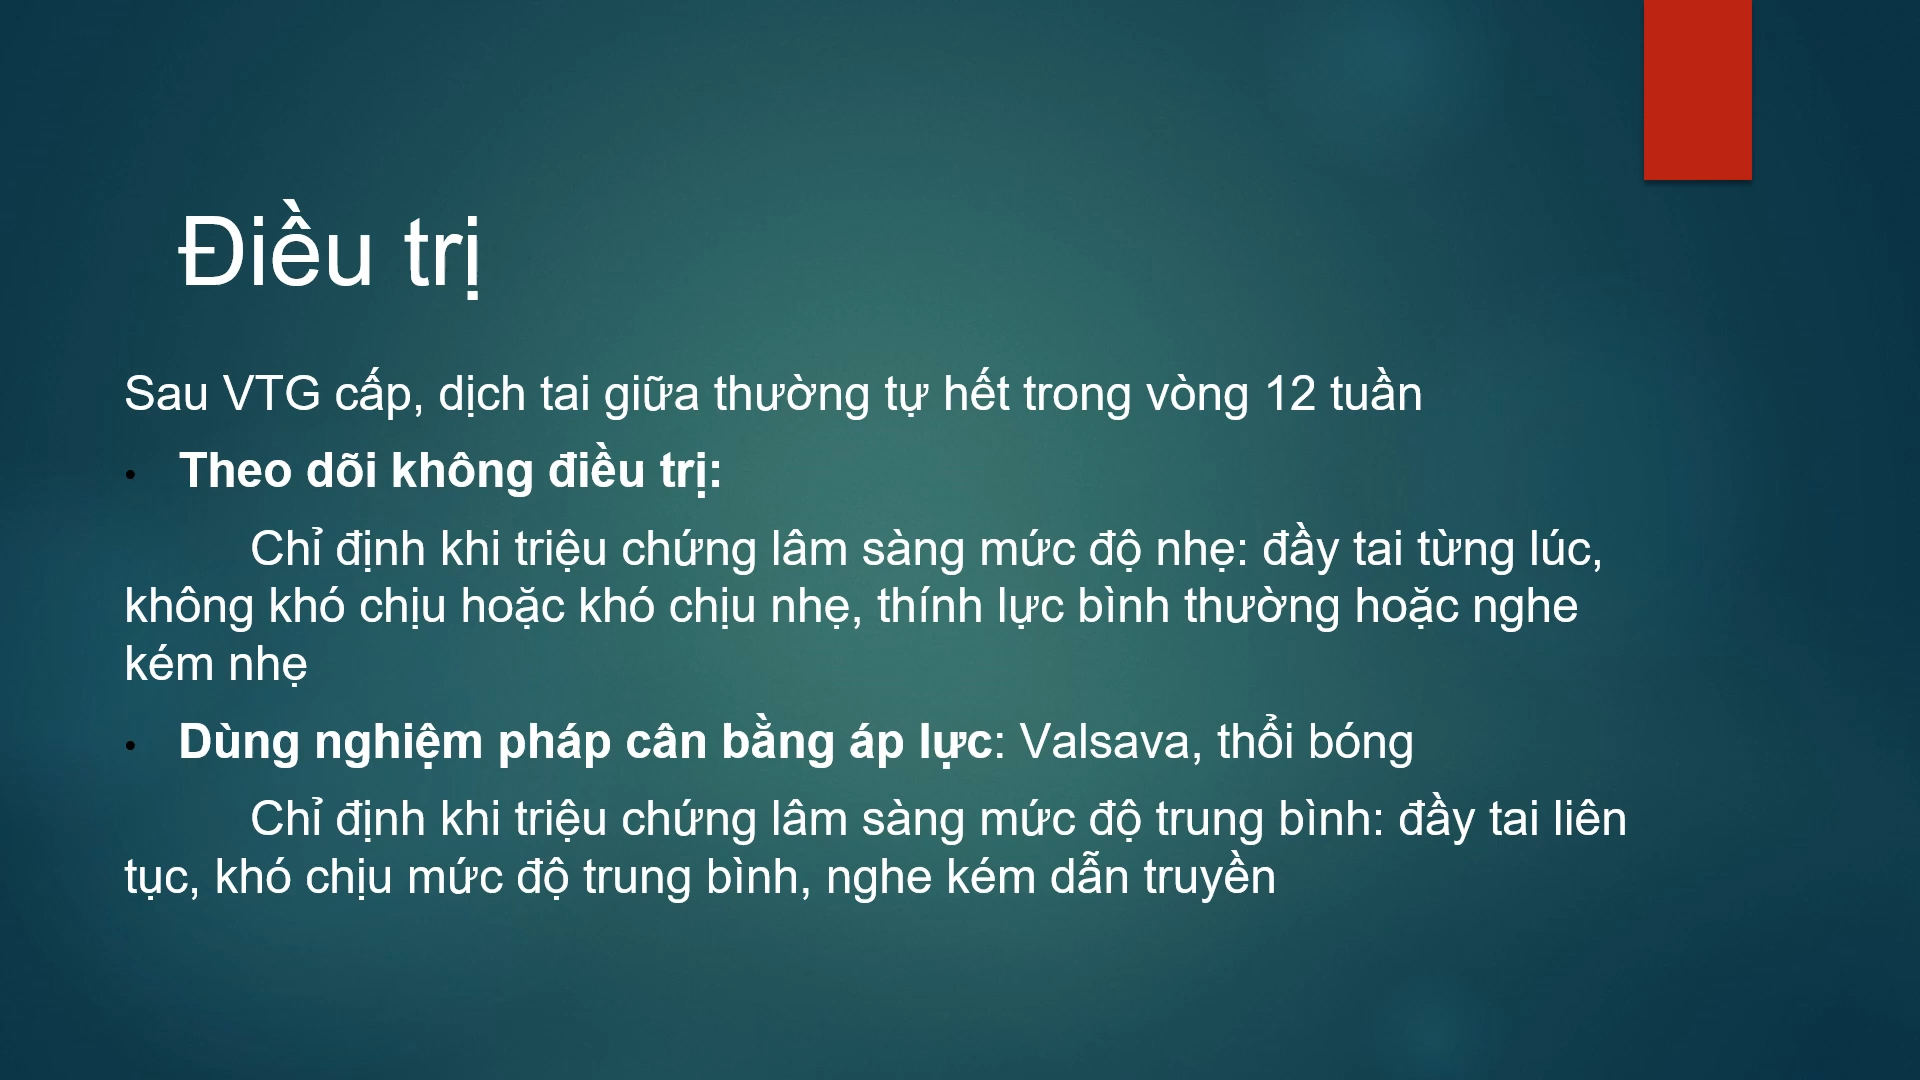 Điều trị
Sau VTG cấp, dịch tai giữa thường tự hết trong vòng 12 tuần
• Theo dõi không điều trị:
Chỉ định khi triệu chứng lâm sàng mức độ nhẹ: đầy tai từng lúc,
không khó chịu hoặc khó chịu nhẹ, thính lực bình thường hoặc nghe
kém nhẹ
• Dùng nghiệm pháp cân bằng áp lực: Valsava, thổi bóng
Chỉ định khi triệu chứng lâm sàng mức độ trung bình: đầy tai liên
tục, khó chịu mức độ trung bình, nghe kém dẫn truyền